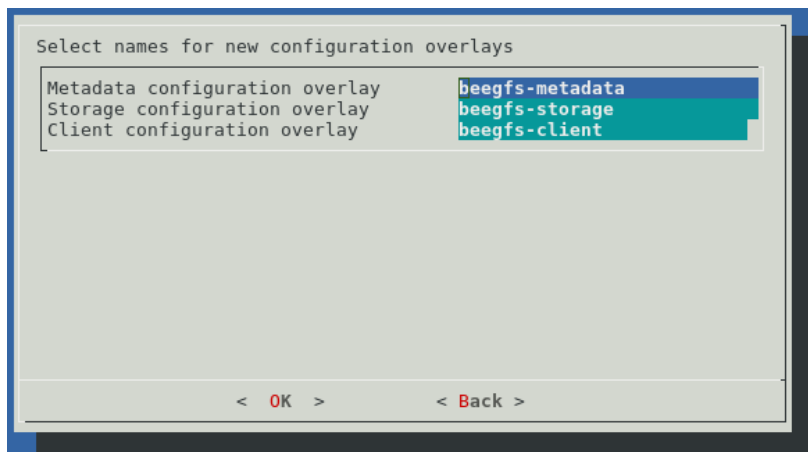 Select names for new configuration overlays
Metadata configuration overlay beegfs-metadata
Storage configuration overlay beegfs-storage
Client configuration overlay beegfs-client
< OK > < Back >